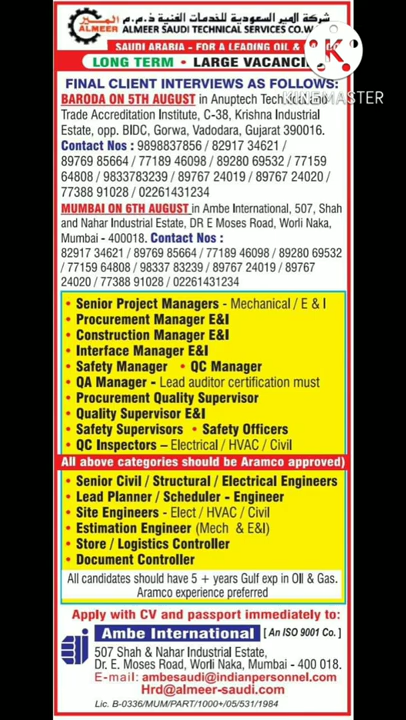 شركة المير السعودية للخدمات الفنية ذ.م.م
المير
ALMEER
ALMEER SAUDI TECHNICAL SERVICES CO.W
SAUDI ARABIA - FOR A LEADING OIL &
LONG TERM • LARGE VACANCI
KINEMASTER
FINAL CLIENT INTERVIEWS AS FOLLOWS:
BARODA ON 5TH AUGUST in Anuptech Technical and
Trade Accreditation Institute, C-38, Krishna Industrial
Estate, opp. BIDC, Gorwa, Vadodara, Gujarat 390016.
Contact Nos : 9898837856 / 82917 34621 /
89769 85664 / 77189 46098 / 89280 69532 / 77159
64808 / 9833783239 / 89767 24019 / 89767 24020 /
77388 91028 / 02261431234
MUMBAI ON 6TH AUGUST in Ambe International, 507, Shah
and Nahar Industrial Estate, DR E Moses Road, Worli Naka,
Mumbai - 400018. Contact Nos :
82917 34621 / 89769 85664 / 77189 46098 / 89280 69532
/ 77159 64808 / 98337 83239 / 89767 24019 / 89767
24020 / 77388 91028 / 02261431234
• Senior Project Managers - Mechanical / E & I
• Procurement Manager E&I
• Construction Manager E&I
• Interface Manager E&I
• Safety Manager • QC Manager
• QA Manager - Lead auditor certification must
• Procurement Quality Supervisor
• Quality Supervisor E&I
• Safety Supervisors • Safety Officers
• QC Inspectors – Electrical / HVAC / Civil
All above categories should be Aramco approved)
• Senior Civil / Structural / Electrical Engineers
• Lead Planner / Scheduler - Engineer
• Site Engineers - Elect / HVAC / Civil
• Estimation Engineer (Mech & E&I)
• Store / Logistics Controller
• Document Controller
All candidates should have 5 + years Gulf exp in Oil & Gas.
Aramco experience preferred
Apply with CV and passport immediately to:
Ambe International [ An ISO 9001 Co. ]
507 Shah & Nahar Industrial Estate,
Dr. E. Moses Road, Worli Naka, Mumbai - 400 018.
E-mail: ambesaudi@indianpersonnel.com
Hrd@almeer-saudi.com
Lic. B-0336/MUM/PART/1000+/05/531/1984